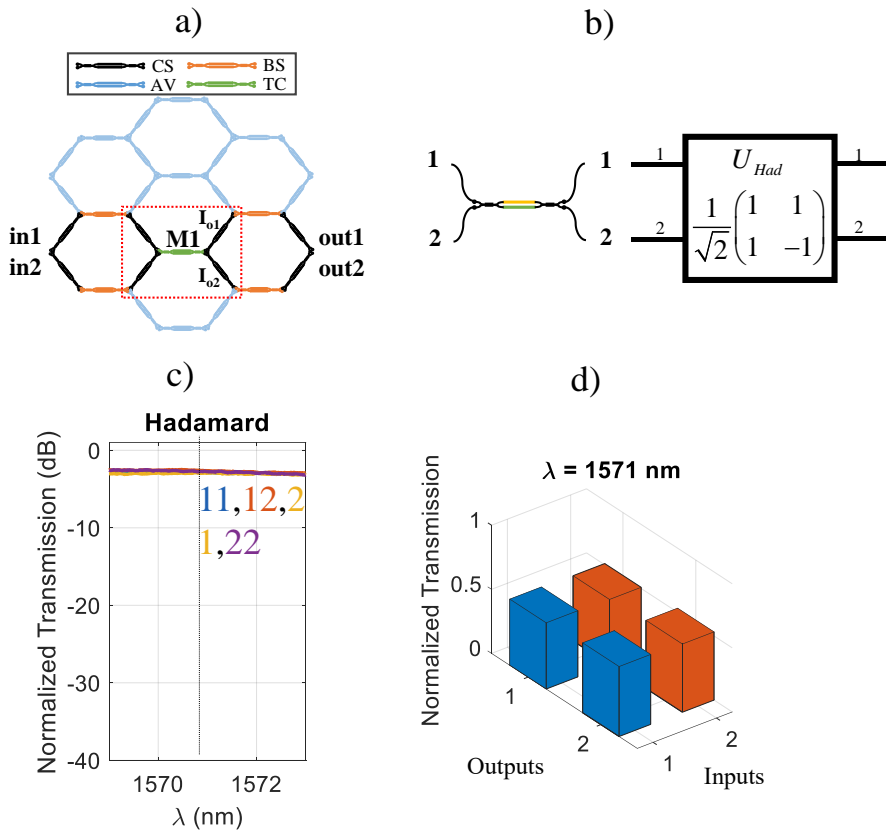 a)
CS BS
AV TC
in1
in2
M1
I_o1
I_o2
out1
out2
b)
1
2
1
2
1
2
U_Had
1/√2 (1 1
1 -1)
1
2
c)
Hadamard
Normalized Transmission (dB)
0
-10
-20
-30
-40
11,12,2
1,22
1570 1572
λ (nm)
d)
λ = 1571 nm
Normalized Transmission
1
0.5
0
1
2
Outputs
1
2
Inputs